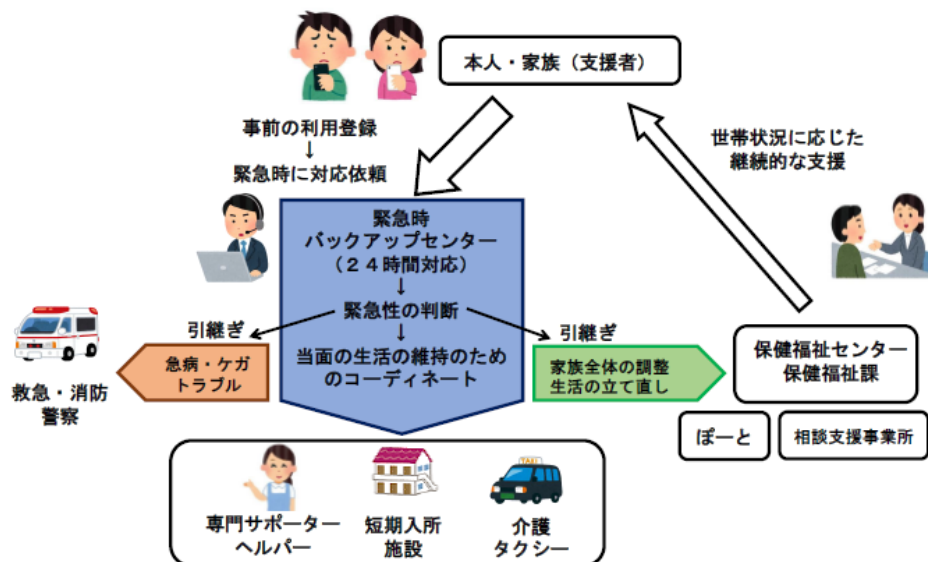 本人・家族（支援者）
事前の利用登録
↓
緊急時に対応依頼
世帯状況に応じた
継続的な支援
緊急時
バックアップセンター
（２４時間対応）
↓
緊急性の判断
↓
当面の生活の維持のため
のコーディネート
引継ぎ
急病・ケガ
トラブル
救急・消防
警察
引継ぎ
家族全体の調整
生活の立て直し
保健福祉センター
保健福祉課
ぽーと
相談支援事業所
専門サポーター
ヘルパー
短期入所
施設
TAXI
介護
タクシー